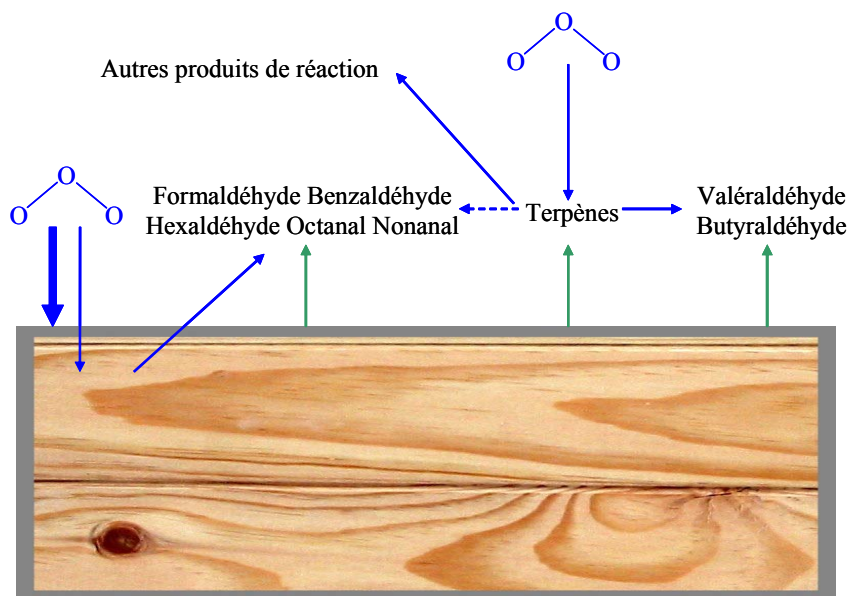 O
O O
Autres produits de réaction
O
O O
Formaldéhyde Benzaldéhyde
Hexaldéhyde Octanal Nonanal
Terpènes
Valéraldéhyde
Butyraldéhyde